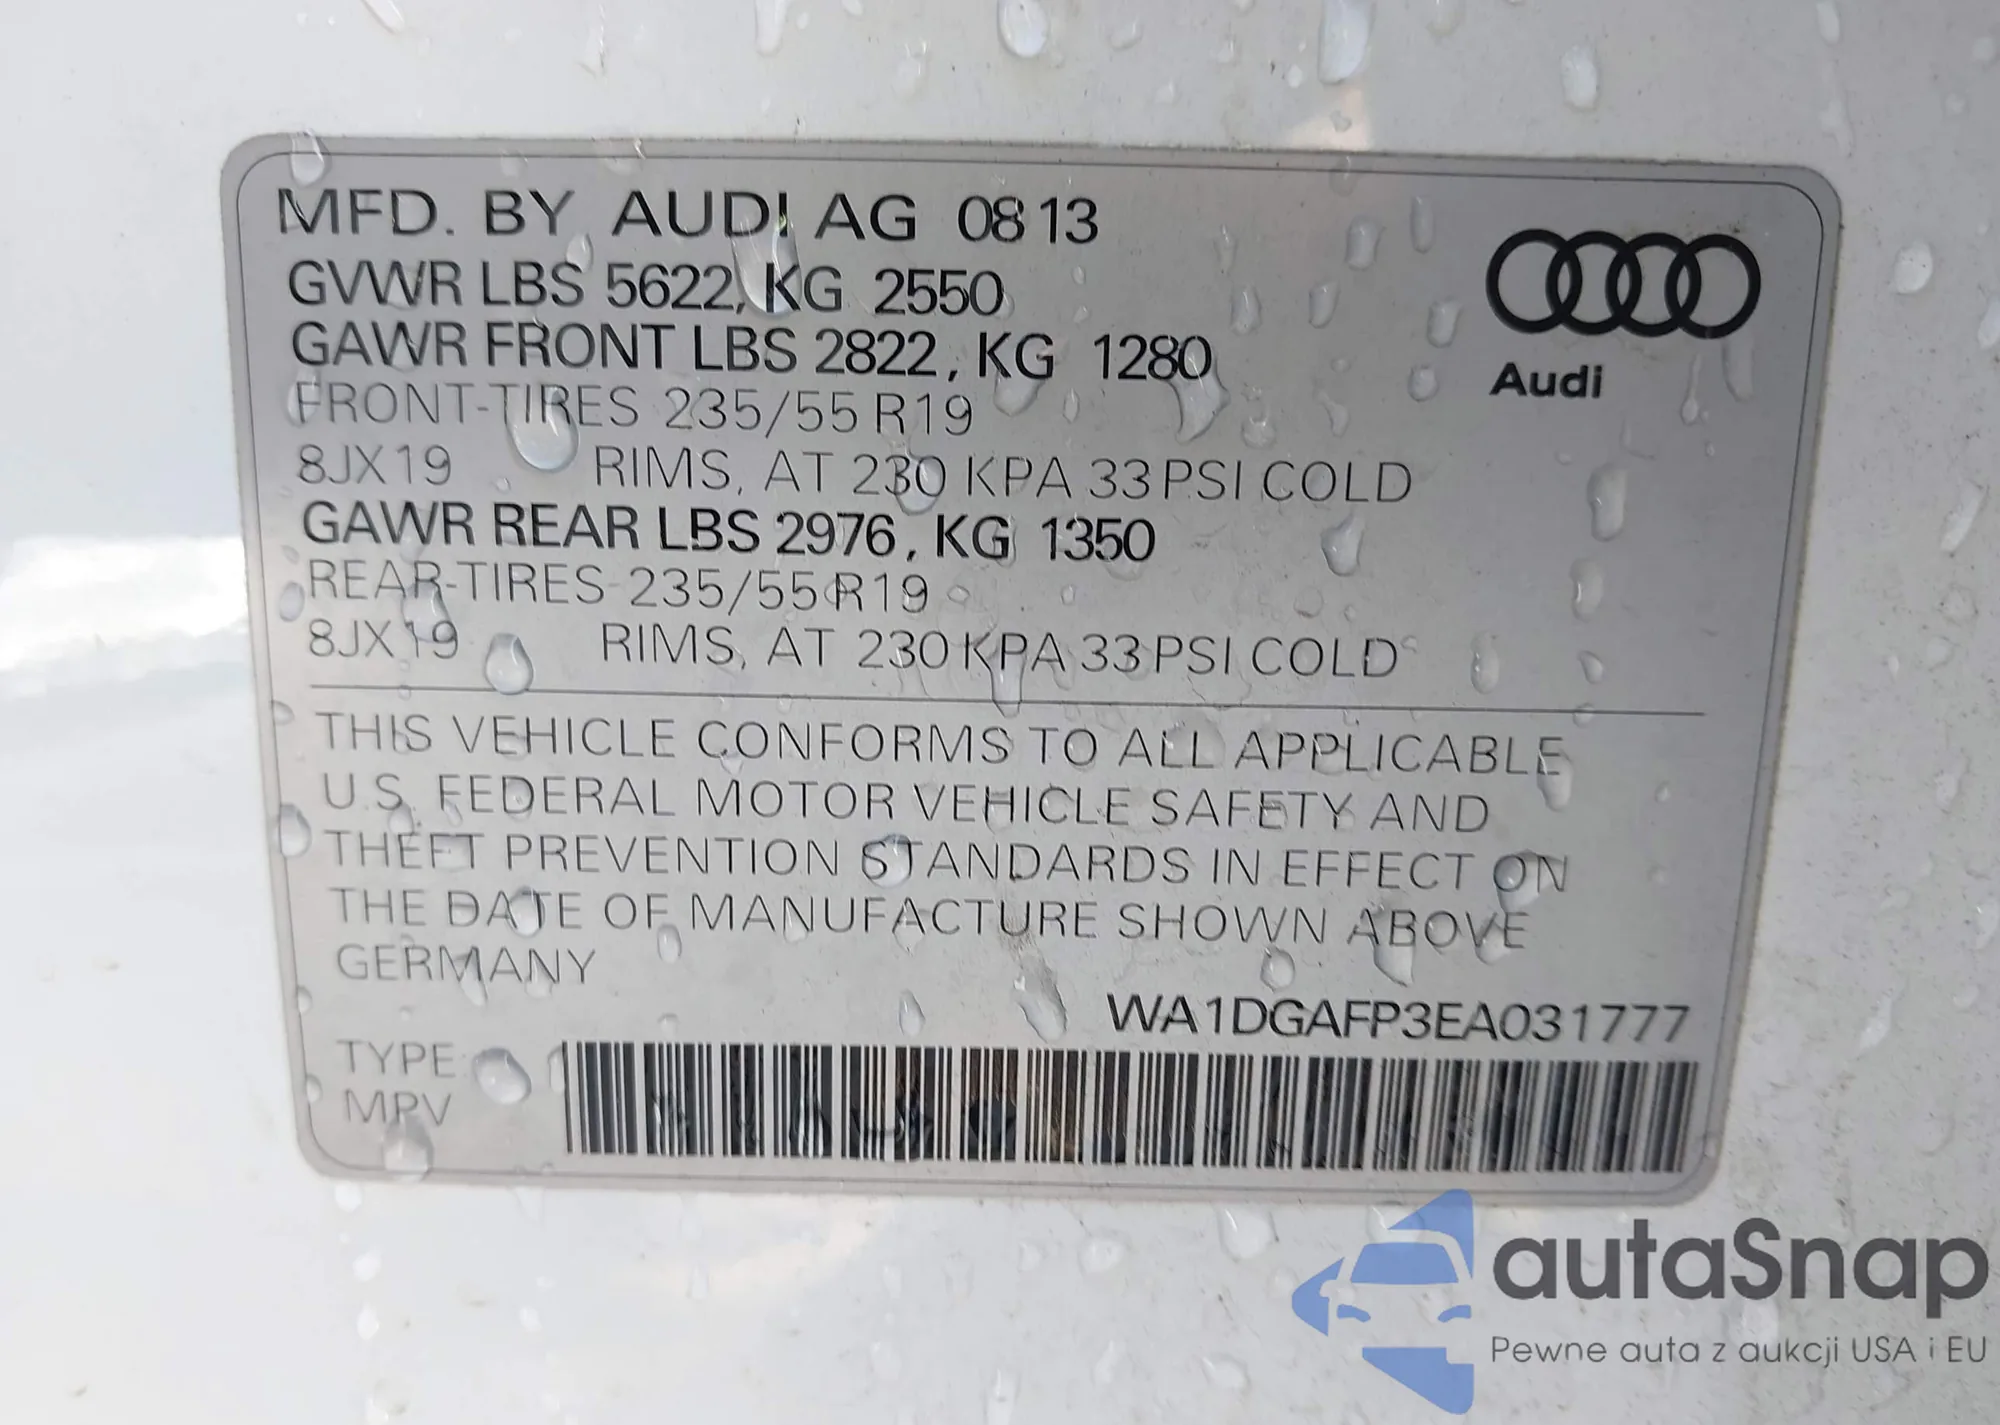 MFD. BY AUDI AG 08 13
GVWR LBS 5622, KG 2550
GAWR FRONT LBS 2822, KG 1280
FRONT-TIRES 235/55 R19
8JX19 RIMS, AT 230 KPA 33 PSI COLD
GAWR REAR LBS 2976, KG 1350
REAR-TIRES 235/55 R19
8JX19 RIMS, AT 230 KPA 33 PSI COLD
Audi
THIS VEHICLE CONFORMS TO ALL APPLICABLE
U.S. FEDERAL MOTOR VEHICLE SAFETY AND
THEFT PREVENTION STANDARDS IN EFFECT ON
THE DATE OF MANUFACTURE SHOWN ABOVE
GERMANY
WA1DGAFP3EA031777
TYPE
MPV
autaSnap
Pewne auta z aukcji USA i EU